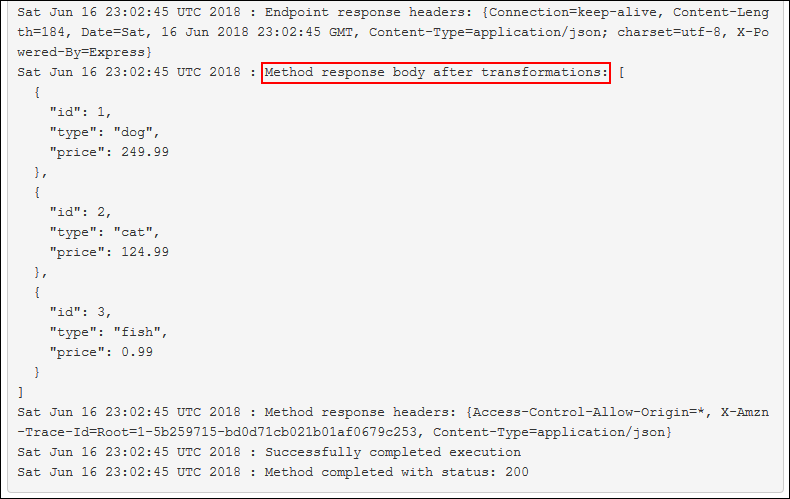 Sat Jun 16 23:02:45 UTC 2018 : Endpoint response headers: {Connection=keep-alive, Content-Leng
th=184, Date=Sat, 16 Jun 2018 23:02:45 GMT, Content-Type=application/json; charset=utf-8, X-Po
wered-By=Express}
Sat Jun 16 23:02:45 UTC 2018 : Method response body after transformations: [
  {
    "id": 1,
    "type": "dog",
    "price": 249.99
  },
  {
    "id": 2,
    "type": "cat",
    "price": 124.99
  },
  {
    "id": 3,
    "type": "fish",
    "price": 0.99
  }
]
Sat Jun 16 23:02:45 UTC 2018 : Method response headers: {Access-Control-Allow-Origin=*, X-Amzn
-Trace-Id=Root=1-5b259715-bd0d71cb021b01af0679c253, Content-Type=application/json}
Sat Jun 16 23:02:45 UTC 2018 : Successfully completed execution
Sat Jun 16 23:02:45 UTC 2018 : Method completed with status: 200